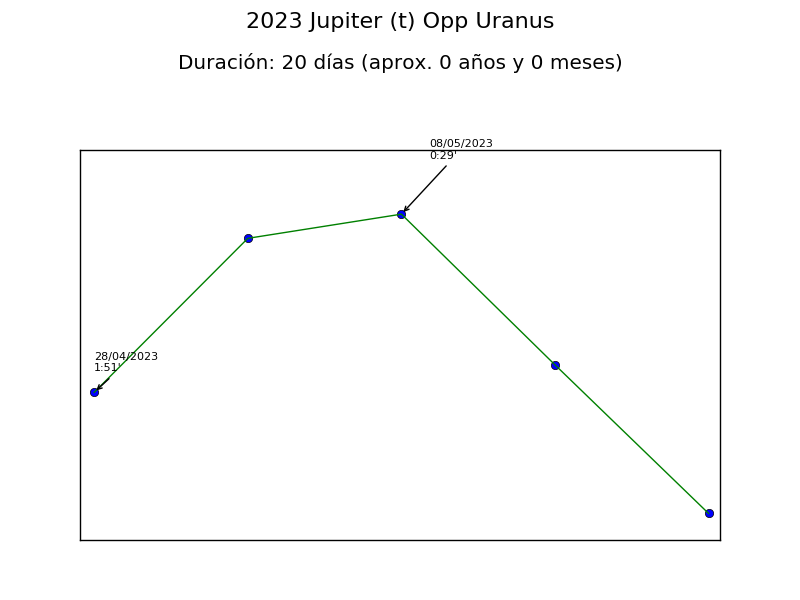 2023 Jupiter (t) Opp Uranus
Duración: 20 días (aprox. 0 años y 0 meses)
08/05/2023
0:29'
28/04/2023
1:51'